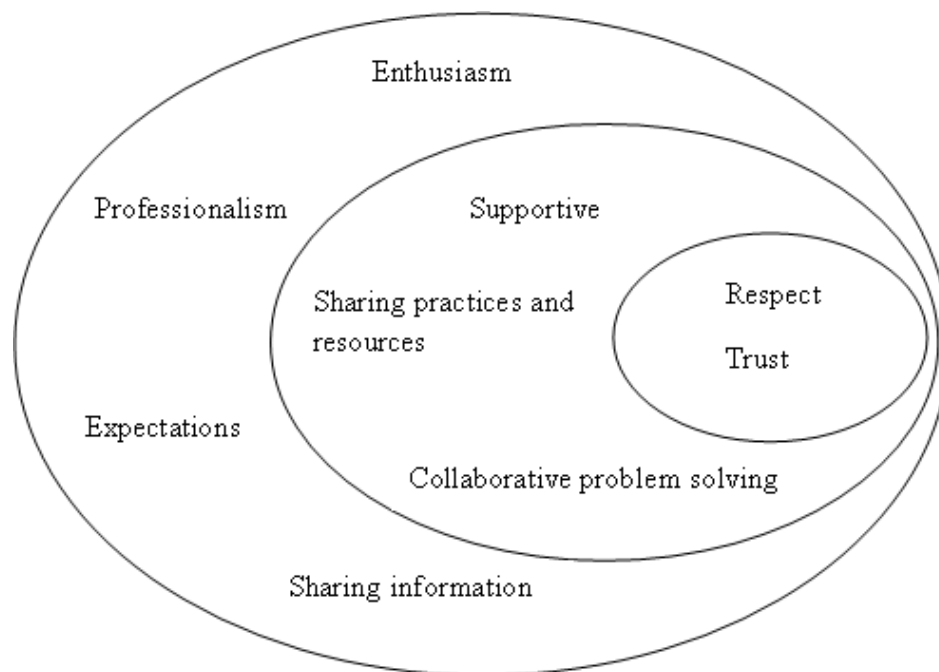 Enthusiasm
Professionalism
Supportive
Sharing practices and
resources
Respect
Trust
Expectations
Collaborative problem solving
Sharing information